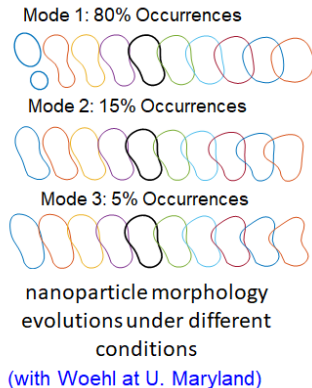 Mode 1: 80% Occurrences
Mode 2: 15% Occurrences
Mode 3: 5% Occurrences
nanoparticle morphology
evolutions under different
conditions
(with Woehl at U. Maryland)